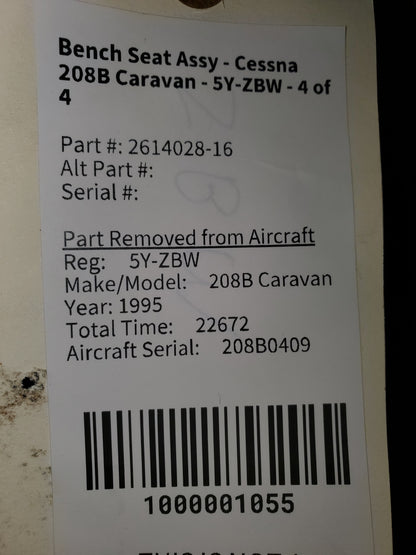 Bench Seat Assy - Cessna
208B Caravan - 5Y-ZBW - 4 of
4
Part #: 2614028-16
Alt Part #:
Serial #:
Part Removed from Aircraft
Reg: 5Y-ZBW
Make/Model: 208B Caravan
Year: 1995
Total Time: 22672
Aircraft Serial: 208B0409
1000001055